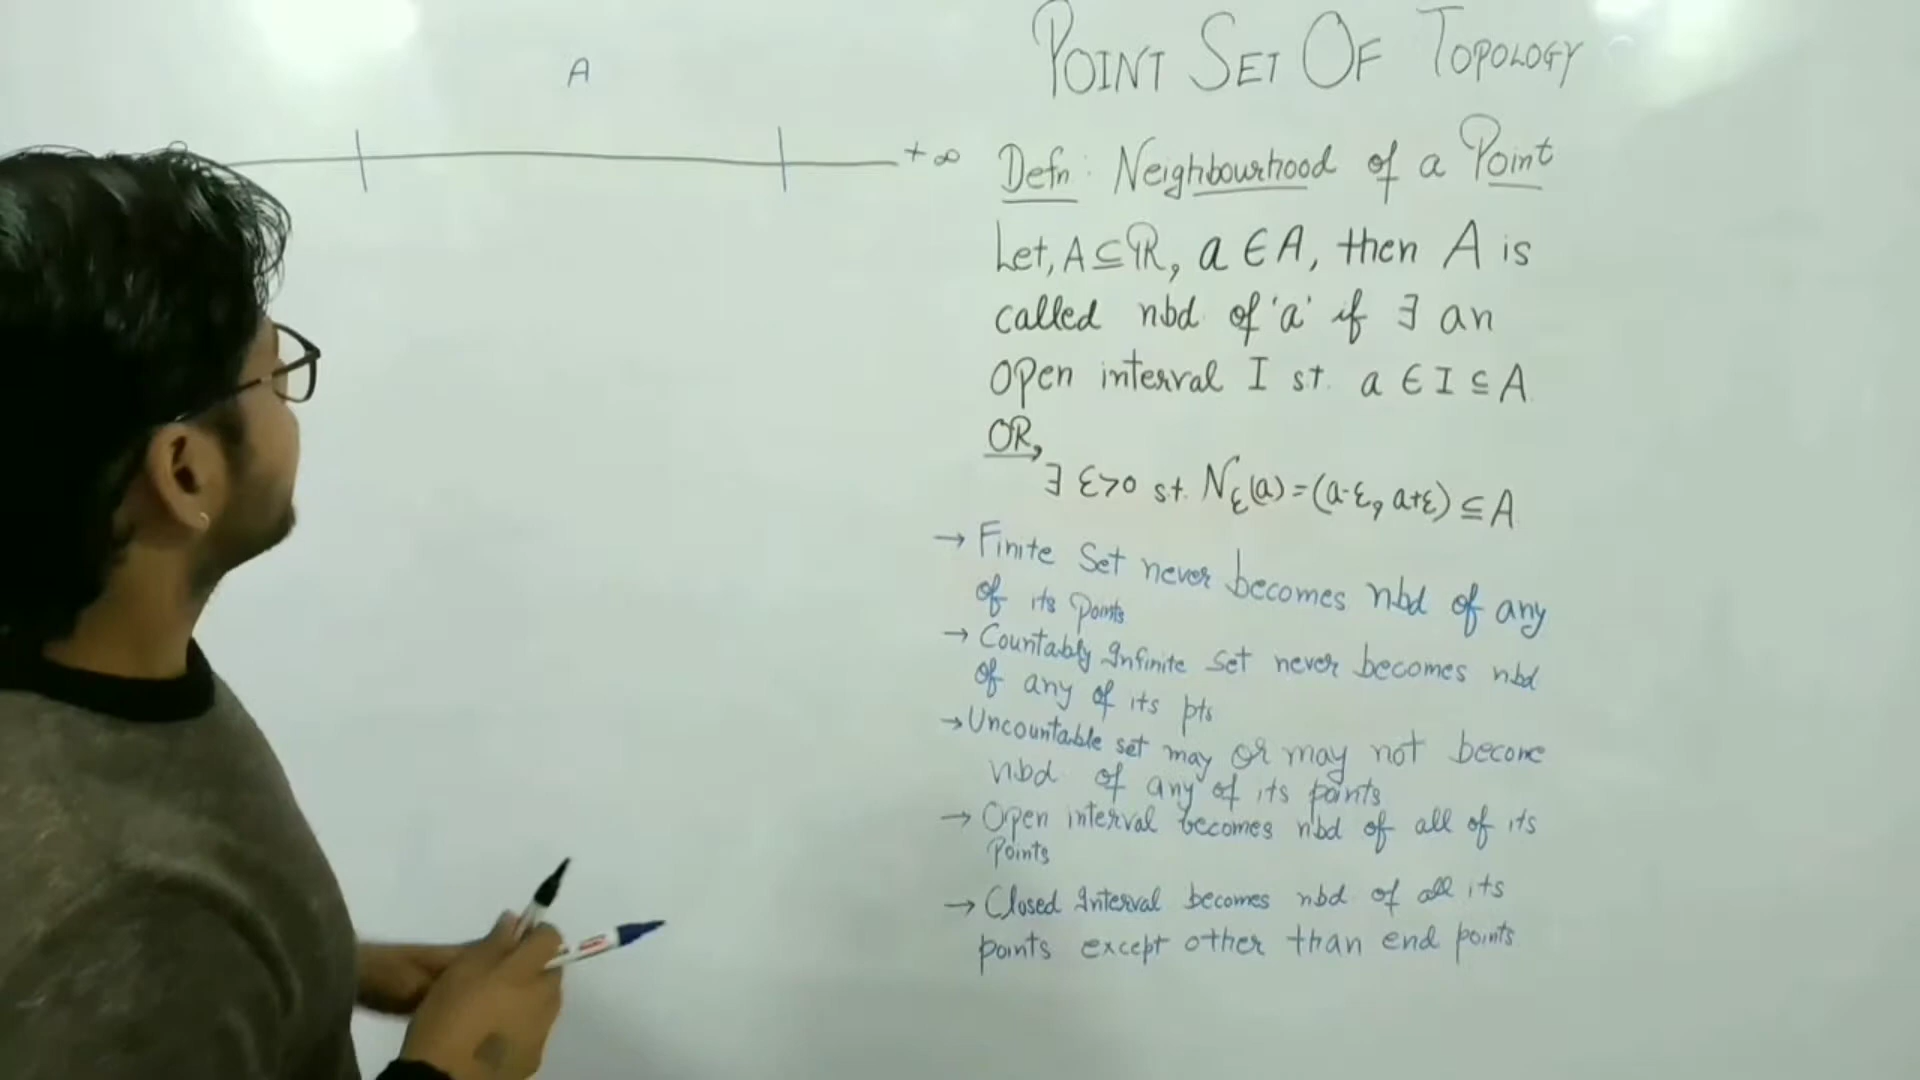 A
+∞
POINT SET OF TOPOLOGY
Defn: Neighbourhood of a Point
Let, A⊆ℝ, a ∈ A, then A is
called nbd of 'a' if ∃ an
open interval I st. a ∈ I ⊆ A
OR,
∃ ε>0 st. Nε(a)=(a-ε, a+ε) ⊆ A
→ Finite Set never becomes nbd of any
of its points
→ Countably Infinite Set never becomes nbd
of any of its pts
→ Uncountable set may or may not become
nbd of any of its points
→ Open interval becomes nbd of all of its
points
→ Closed Interval becomes nbd of all its
points except other than end points